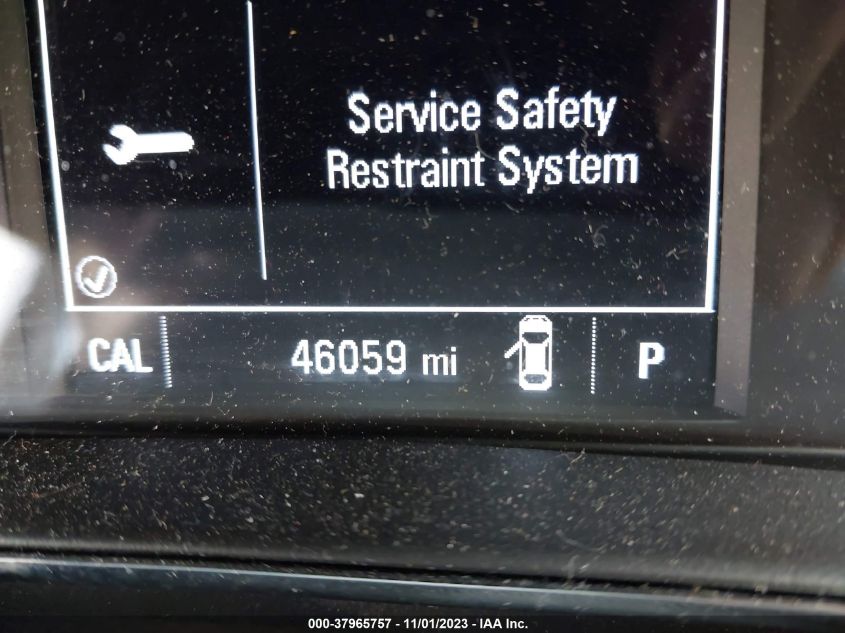 Service Safety
Restraint System
CAL 46059 mi P
000-37965757 - 11/01/2023 - IAA Inc.